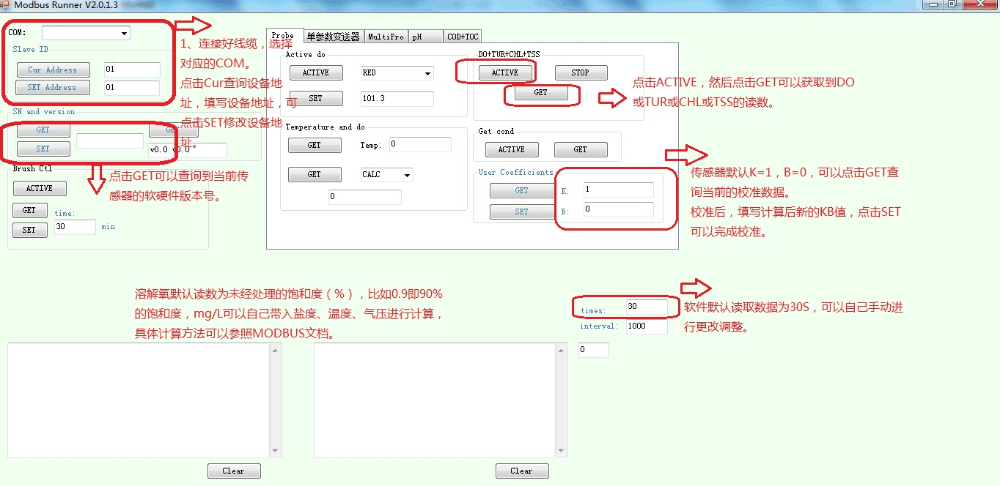 Modbus Runner V2.0.1.3
COM:
Slave ID
Cur Address
01
SET Address
01
1、连接好线缆，选择
对应的COM。
点击Cur查询设备地
址，填写设备地址，可
点击SET修改设备地
址。
SN and version
GET
GET
SET
v0.0 v0.0
点击GET可以查询到当前传
感器的软硬件版本号。
Brush Ctl
ACTIVE
GET
time:
SET
30
min
Probe
单参数变送器
MultiPro
pH
COD+TOC
Active do
ACTIVE
RED
SET
101.3
DO+TUR+CHL+TSS
ACTIVE
STOP
GET
点击ACTIVE，然后点击GET可以获取到DO
或TUR或CHL或TSS的读数。
Temperature and do
GET
Temp:
0
GET
CALC
0
Get cond
ACTIVE
GET
User Coefficients
GET
K:
1
SET
B:
0
传感器默认K=1，B=0，可以点击GET查
询当前的校准数据。
校准后，填写计算后新的KB值，点击SET
可以完成校准。
溶解氧默认读数为未经处理的饱和度（%），比如0.9即90%
的饱和度，mg/L可以自己带入盐度、温度、气压进行计算，
具体计算方法可以参照MODBUS文档。
times:
30
interval:
1000
0
软件默认读取数据为30S，可以自己手动进
行更改调整。
Clear
Clear